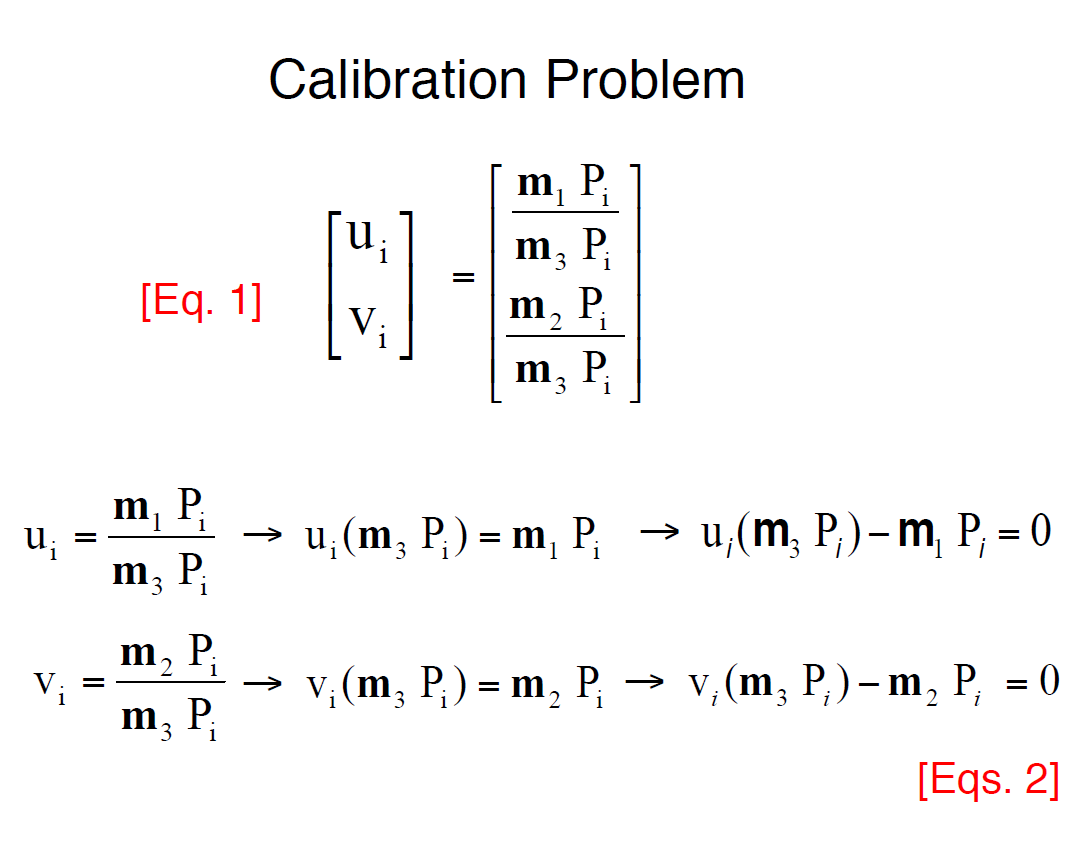 Calibration Problem
[Eq. 1] [u_i v_i] = [m_1 P_i / m_3 P_i m_2 P_i / m_3 P_i]
u_i = m_1 P_i / m_3 P_i → u_i(m_3 P_i) = m_1 P_i → u_i(m_3 P_i) − m_1 P_i = 0
v_i = m_2 P_i / m_3 P_i → v_i(m_3 P_i) = m_2 P_i → v_i(m_3 P_i) − m_2 P_i = 0
[Eqs. 2]